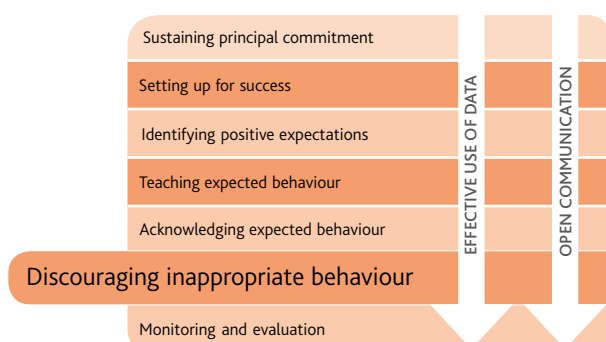 Sustaining principal commitment
Setting up for success
Identifying positive expectations
Teaching expected behaviour
Acknowledging expected behaviour
Discouraging inappropriate behaviour
Monitoring and evaluation
EFFECTIVE USE OF DATA
OPEN COMMUNICATION